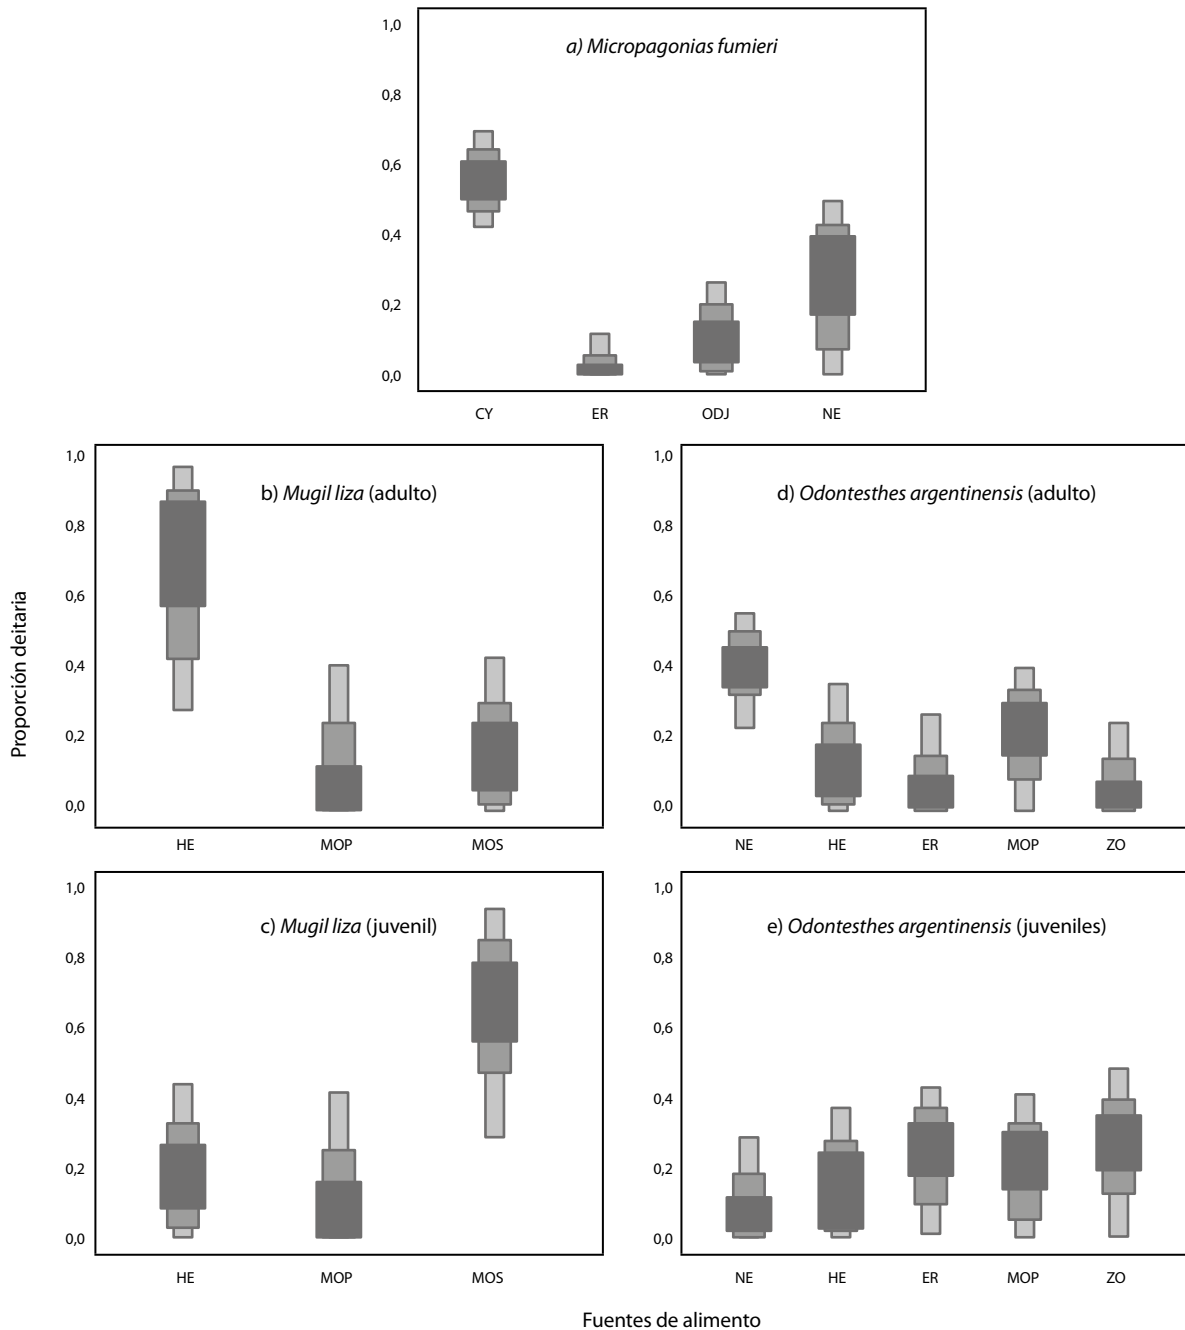 a) Micropagonias fumieri
1,0
0,8
0,6
0,4
0,2
0,0
CY ER ODJ NE
Proporción deitaria
b) Mugil liza (adulto)
1,0
0,8
0,6
0,4
0,2
0,0
HE MOP MOS
d) Odontesthes argentinensis (adulto)
1,0
0,8
0,6
0,4
0,2
0,0
NE HE ER MOP ZO
c) Mugil liza (juvenil)
1,0
0,8
0,6
0,4
0,2
0,0
HE MOP MOS
e) Odontesthes argentinensis (juveniles)
1,0
0,8
0,6
0,4
0,2
0,0
NE HE ER MOP ZO
Fuentes de alimento